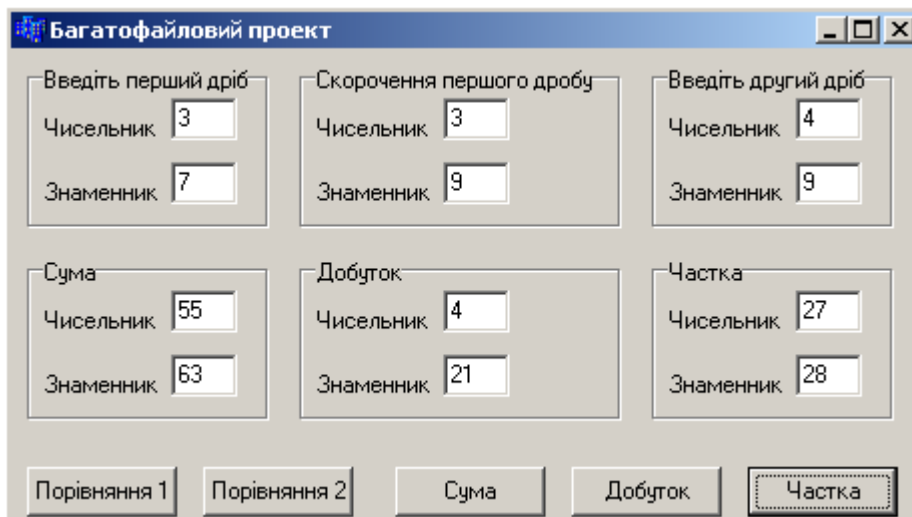 Багатофайловий проект
Введіть перший дріб
Чисельник 3
Знаменник 7
Скорочення першого дробу
Чисельник 3
Знаменник 9
Введіть другий дріб
Чисельник 4
Знаменник 9
Сума
Чисельник 55
Знаменник 63
Добуток
Чисельник 4
Знаменник 21
Частка
Чисельник 27
Знаменник 28
Порівняння 1 Порівняння 2 Сума Добуток Частка